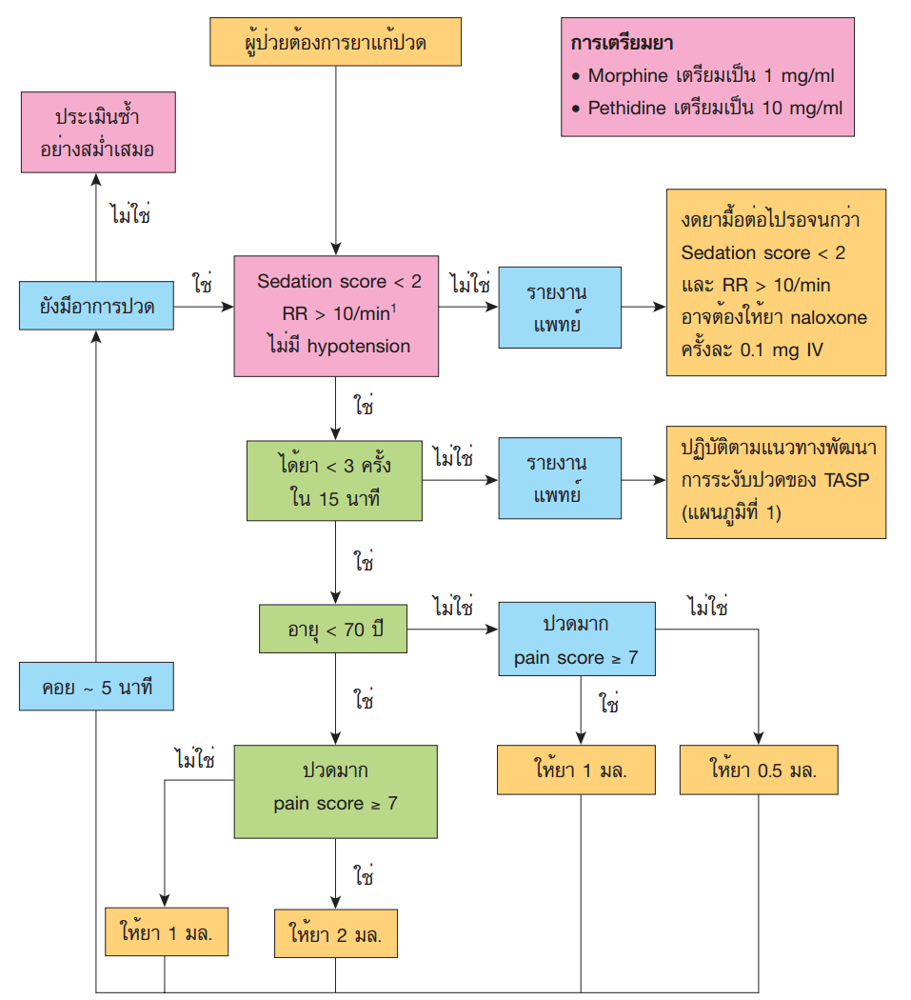 ผู้ป่วยต้องการยาแก้ปวด
การเตรียมยา
• Morphine เตรียมเป็น 1 mg/ml
• Pethidine เตรียมเป็น 10 mg/ml
ประเมินซ้ำ
อย่างสม่ำเสมอ
ไม่ใช่
ยังมีอาการปวด
ใช่
Sedation score < 2
RR > 10/min¹
ไม่มี hypotension
ไม่ใช่
รายงาน
แพทย์
งดยามื้อต่อไปรอจนกว่า
Sedation score < 2
และ RR > 10/min
อาจต้องให้ยา naloxone
ครั้งละ 0.1 mg IV
ใช่
ได้ยา < 3 ครั้ง
ใน 15 นาที
ไม่ใช่
รายงาน
แพทย์
ปฏิบัติตามแนวทางพัฒนา
การระงับปวดของ TASP
(แผนภูมิที่ 1)
ใช่
อายุ < 70 ปี
ไม่ใช่
ปวดมาก
pain score ≥ 7
ไม่ใช่
คอย ~ 5 นาที
ใช่
ใช่
ไม่ใช่
ปวดมาก
pain score ≥ 7
ให้ยา 1 มล.
ให้ยา 0.5 มล.
ใช่
ให้ยา 1 มล.
ให้ยา 2 มล.